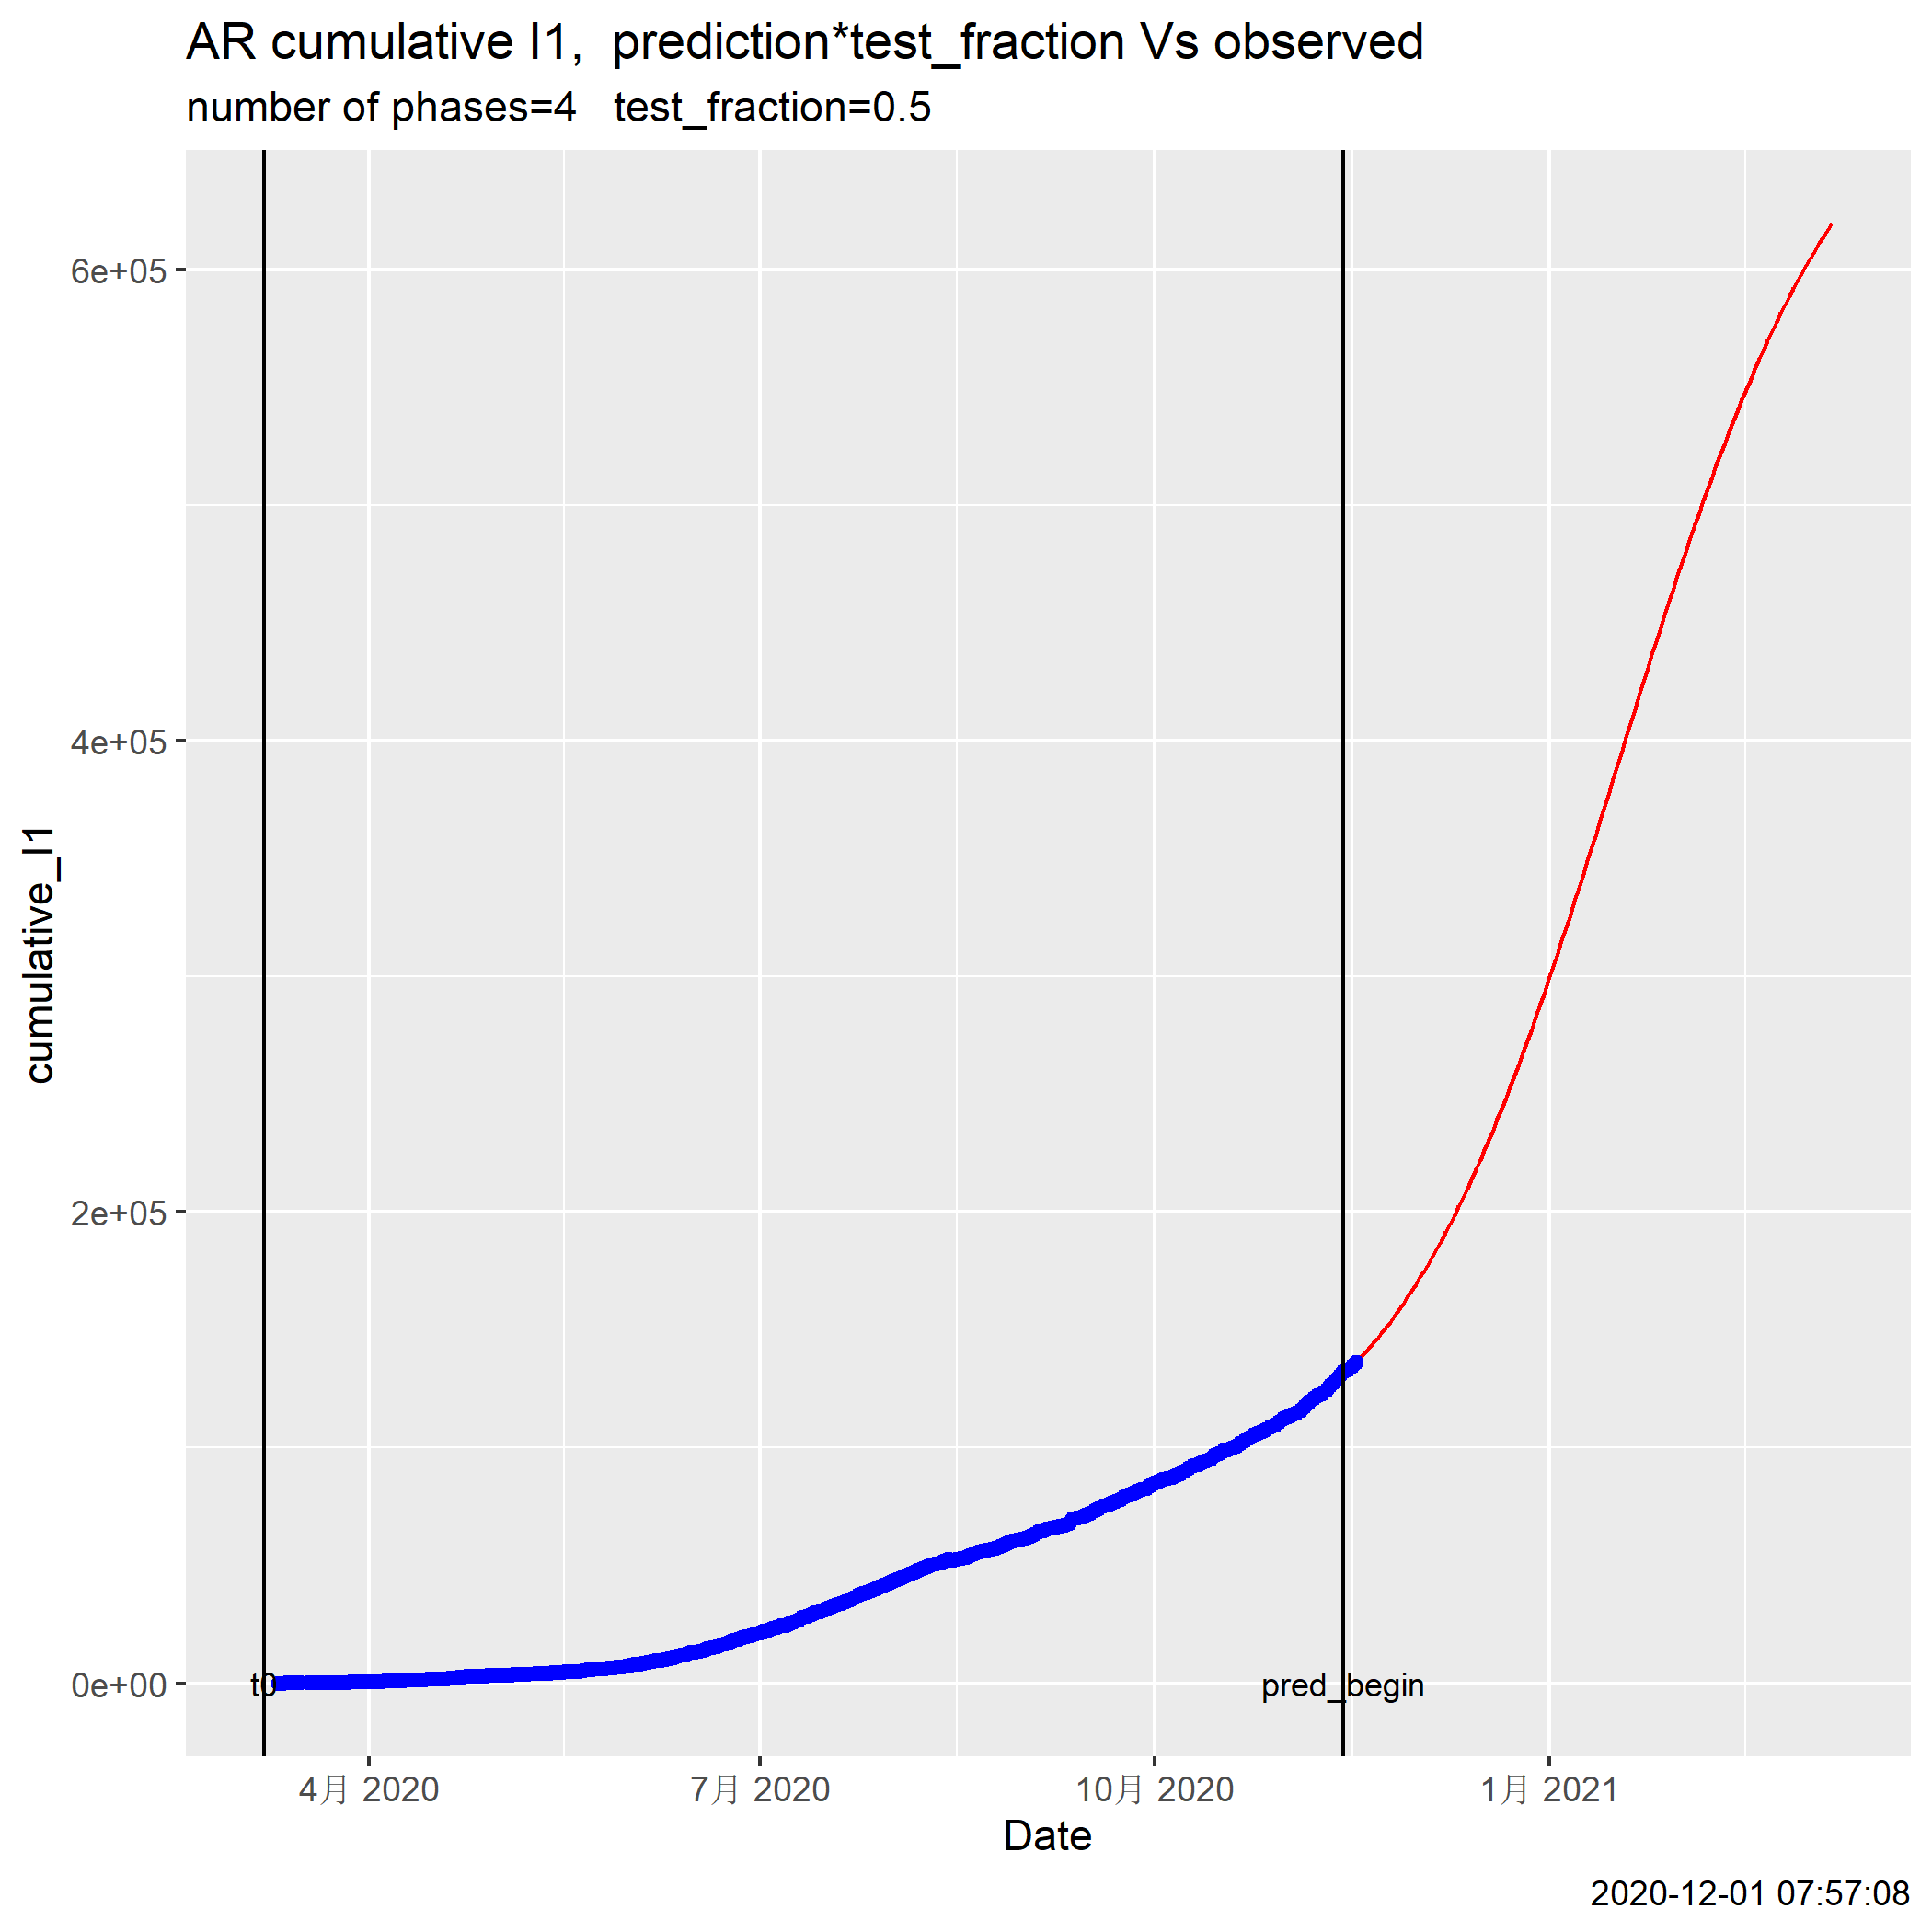 AR cumulative I1,  prediction*test_fraction Vs observed
number of phases=4   test_fraction=0.5
6e+05
4e+05
2e+05
0e+00
cumulative_I1
t0
pred_begin
4月 2020
7月 2020
10月 2020
1月 2021
Date
2020-12-01 07:57:08